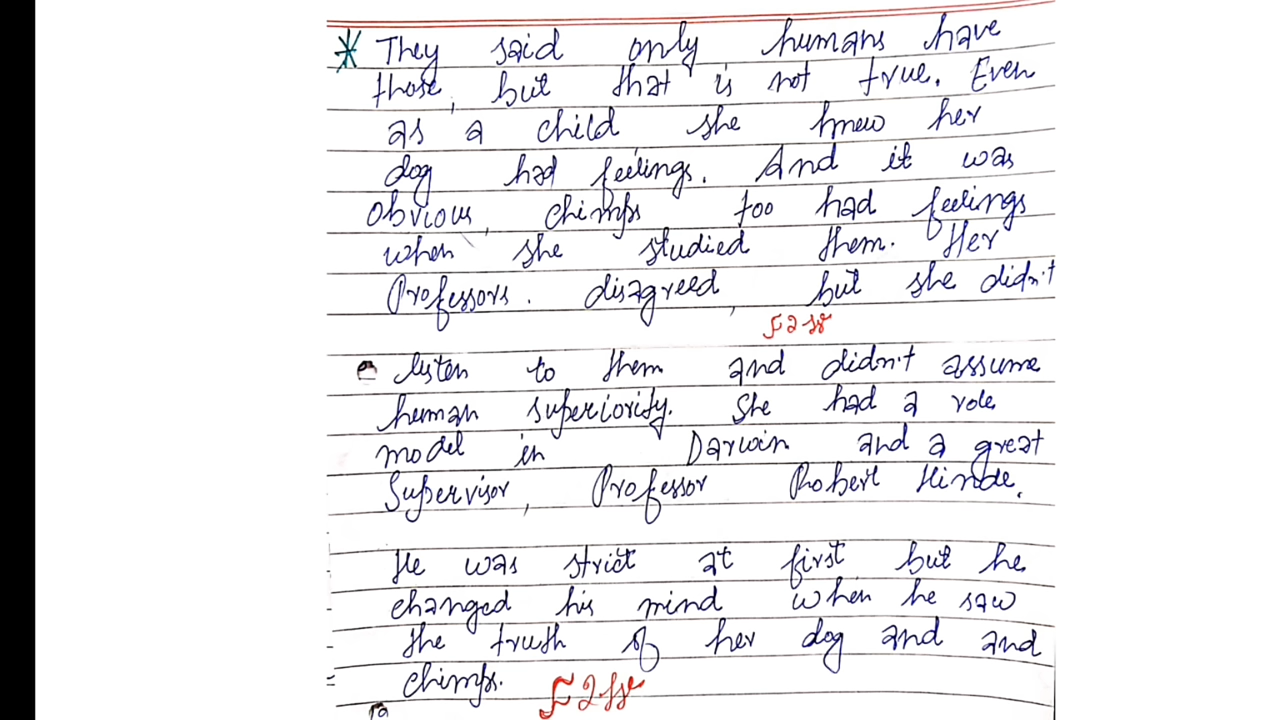 * They said only humans have
those, but that is not true. Even
as a child she knew her
dog had feelings. And it was
obvious, chimps too had feelings
when she studied them. Her
Professors. disagreed, but she didn't
listen to them and didn't assume
human superiority. She had a role
model in Darwin and a great
Supervisor, Professor Robert Hinde.
He was strict at first but he
changed his mind when he saw
the truth of her dog and and
chimps.